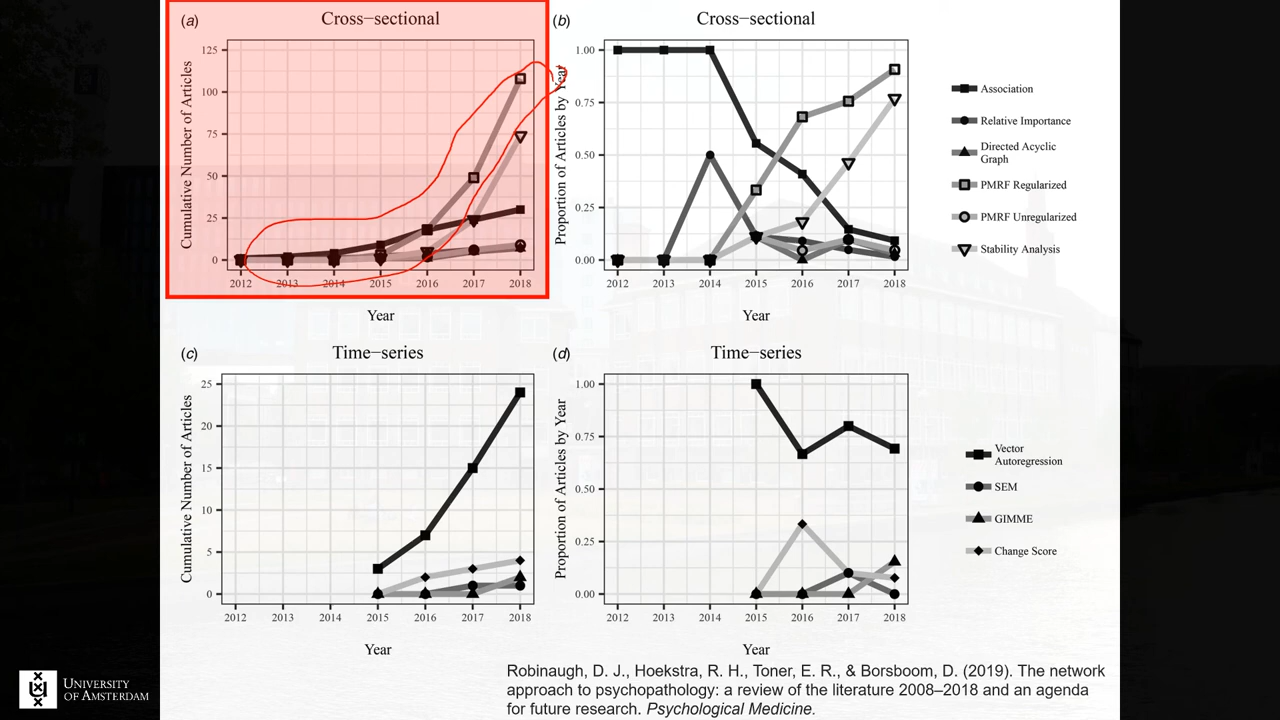 (a)
Cross−sectional
Cumulative Number of Articles
125
100
75
50
25
0
2012 2013 2014 2015 2016 2017 2018
Year
(b)
Cross−sectional
Proportion of Articles by Year
1.00
0.75
0.50
0.25
0.00
2012 2013 2014 2015 2016 2017 2018
Year
Association
Relative Importance
Directed Acyclic
Graph
PMRF Regularized
PMRF Unregularized
Stability Analysis
(c)
Time−series
Cumulative Number of Articles
25
20
15
10
5
0
2012 2013 2014 2015 2016 2017 2018
Year
(d)
Time−series
Proportion of Articles by Year
1.00
0.75
0.50
0.25
0.00
2012 2013 2014 2015 2016 2017 2018
Year
Vector
Autoregression
SEM
GIMME
Change Score
Robinaugh, D. J., Hoekstra, R. H., Toner, E. R., & Borsboom, D. (2019). The network
approach to psychopathology: a review of the literature 2008–2018 and an agenda
for future research. Psychological Medicine.
UNIVERSITY
OF AMSTERDAM